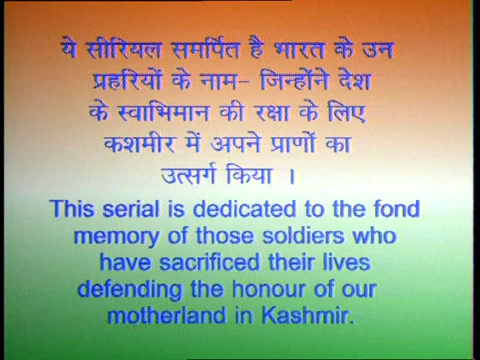 ये सीरियल समर्पित है भारत के उन
प्रहरियों के नाम- जिन्होंने देश
के स्वाभिमान की रक्षा के लिए
कशमीर में अपने प्राणों का
उत्सर्ग किया ।
This serial is dedicated to the fond
memory of those soldiers who
have sacrificed their lives
defending the honour of our
motherland in Kashmir.